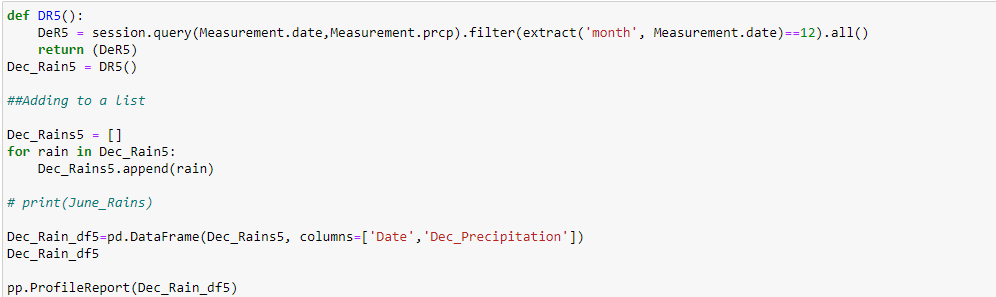 def DR5():
    DeR5 = session.query(Measurement.date,Measurement.prcp).filter(extract('month', Measurement.date)==12).all()
    return (DeR5)
Dec_Rain5 = DR5()

##Adding to a list

Dec_Rains5 = []
for rain in Dec_Rain5:
    Dec_Rains5.append(rain)

# print(June_Rains)

Dec_Rain_df5=pd.DataFrame(Dec_Rains5, columns=['Date','Dec_Precipitation'])
Dec_Rain_df5

pp.ProfileReport(Dec_Rain_df5)